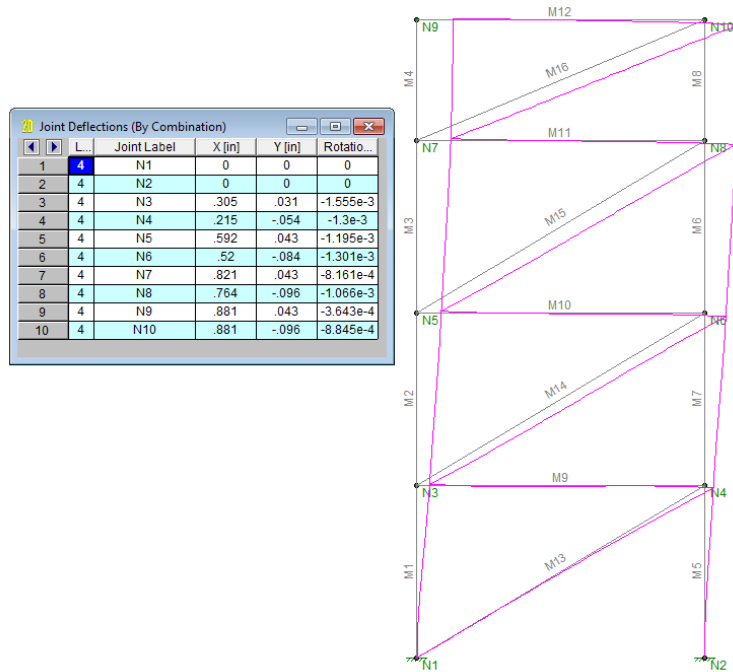 Joint Deflections (By Combination)
L... Joint Label X [in] Y [in] Rotatio...
1 4 N1 0 0 0
2 4 N2 0 0 0
3 4 N3 .305 .031 -1.555e-3
4 4 N4 .215 -.054 -1.3e-3
5 4 N5 .592 .043 -1.195e-3
6 4 N6 .52 -.084 -1.301e-3
7 4 N7 .821 .043 -8.161e-4
8 4 N8 .764 -.096 -1.066e-3
9 4 N9 .881 .043 -3.643e-4
10 4 N10 .881 -.096 -8.845e-4
M12
N9 N10
M4 M16 M8
M11
N7 N8
M3 M15 M6
M10
N5 N6
M2 M14 M7
M9
N3 N4
M1 M13 M5
N1 N2